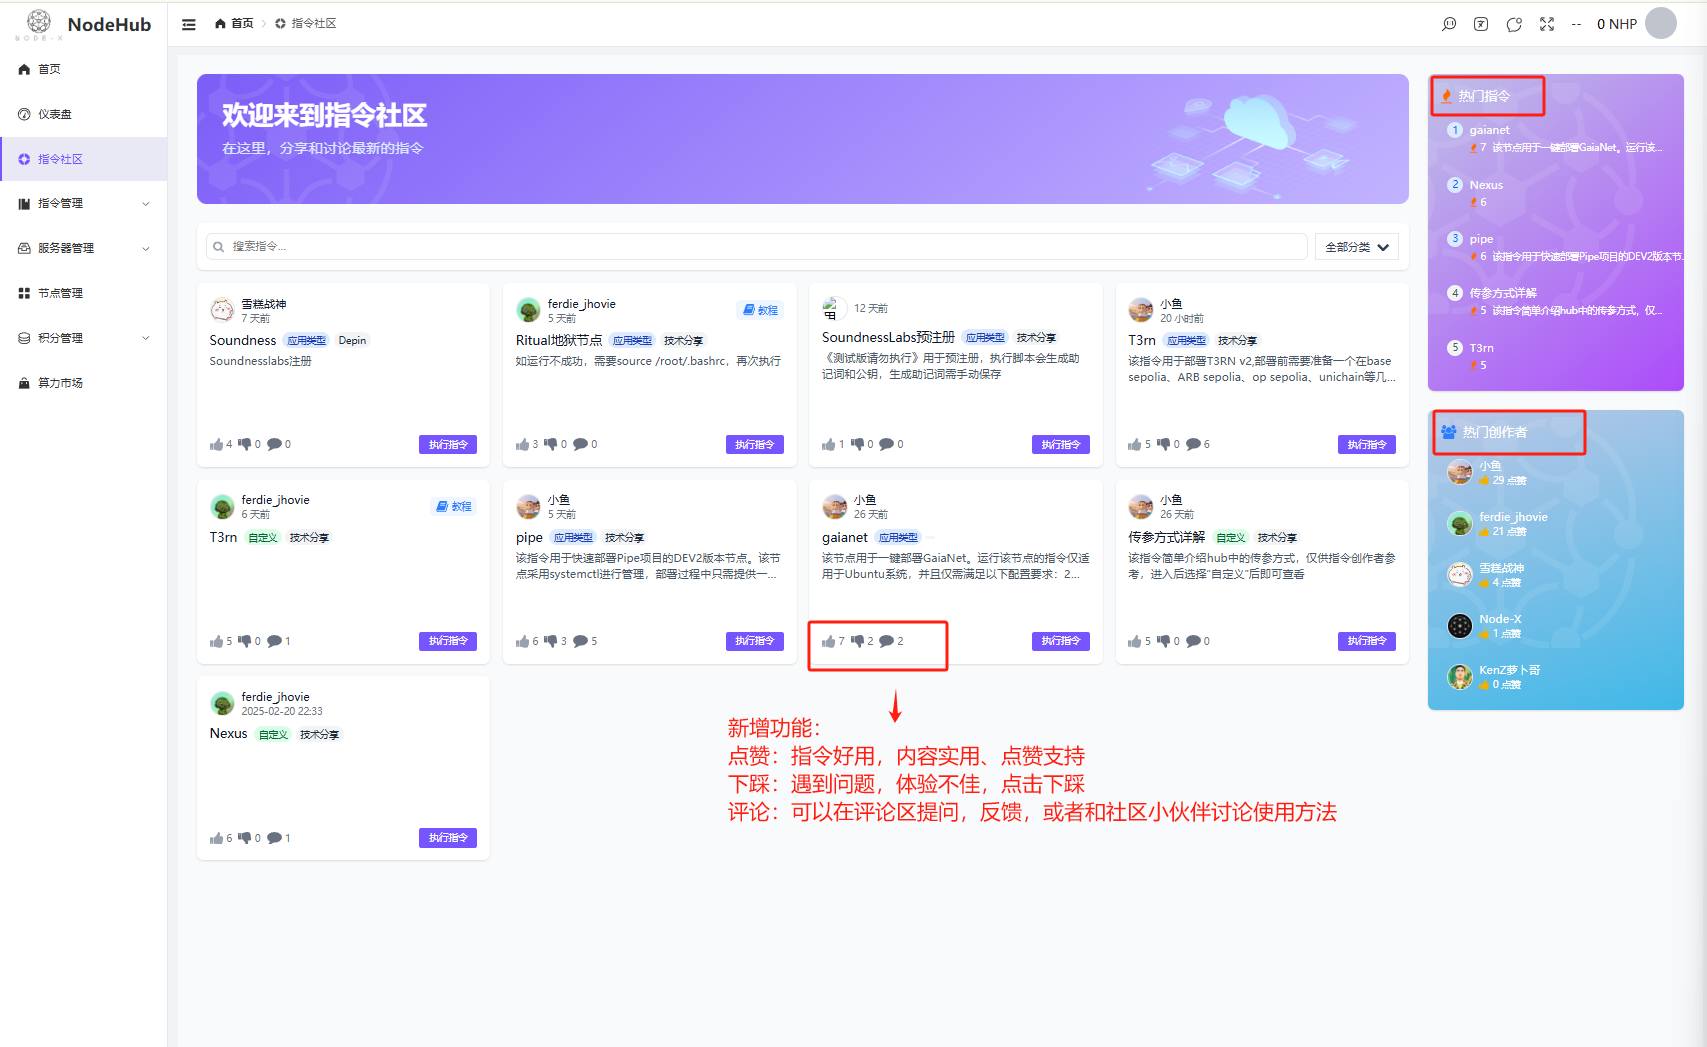 NodeHub
NODE-X
首页
仪表盘
指令社区
指令管理
服务器管理
节点管理
积分管理
算力市场
首页
指令社区
--
0 NHP
欢迎来到指令社区
在这里，分享和讨论最新的指令
搜索指令...
全部分类
雪糕战神
7 天前
Soundness 应用类型 Depin
Soundnesslabs注册
4 0 0
执行指令
ferdie_jhovie
5 天前
教程
Ritual地狱节点 应用类型 技术分享
如运行不成功，需要source /root/.bashrc，再次执行
3 0 0
执行指令
12 天前
SoundnessLabs预注册 应用类型 技术分享
《测试版请勿执行》用于预注册，执行脚本会生成助
记词和公钥，生成助记词需手动保存
1 0 0
执行指令
小鱼
20 小时前
T3rn 应用类型 技术分享
该指令用于部署T3RN v2,部署前需要准备一个在base
sepolia、ARB sepolia、op sepolia、unichain等几...
5 0 6
执行指令
ferdie_jhovie
6 天前
教程
T3rn 自定义 技术分享
5 0 1
执行指令
小鱼
5 天前
pipe 应用类型 技术分享
该指令用于快速部署Pipe项目的DEV2版本节点。该节
点采用systemctl进行管理，部署过程中只需提供一...
6 3 5
执行指令
小鱼
26 天前
gaianet 应用类型
该节点用于一键部署GaiaNet。运行该节点的指令仅适
用于Ubuntu系统，并且仅需满足以下配置要求：2...
7 2 2
执行指令
小鱼
26 天前
传参方式详解 自定义 技术分享
该指令简单介绍hub中的传参方式，仅供指令创作者参
考，进入后选择“自定义”后即可查看
5 0 0
执行指令
ferdie_jhovie
2025-02-20 22:33
Nexus 自定义 技术分享
6 0 1
执行指令
新增功能：
点赞：指令好用，内容实用、点赞支持
下踩：遇到问题，体验不佳，点击下踩
评论：可以在评论区提问，反馈，或者和社区小伙伴讨论使用方法
热门指令
1 gaianet
7 该节点用于一键部署GaiaNet。运行该...
2 Nexus
6
3 pipe
6 该指令用于快速部署Pipe项目的DEV2版本节...
4 传参方式详解
5 该指令简单介绍hub中的传参方式，仅...
5 T3rn
5
热门创作者
小鱼
29 点赞
ferdie_jhovie
21 点赞
雪糕战神
4 点赞
Node-X
1 点赞
KenZ萝卜哥
0 点赞